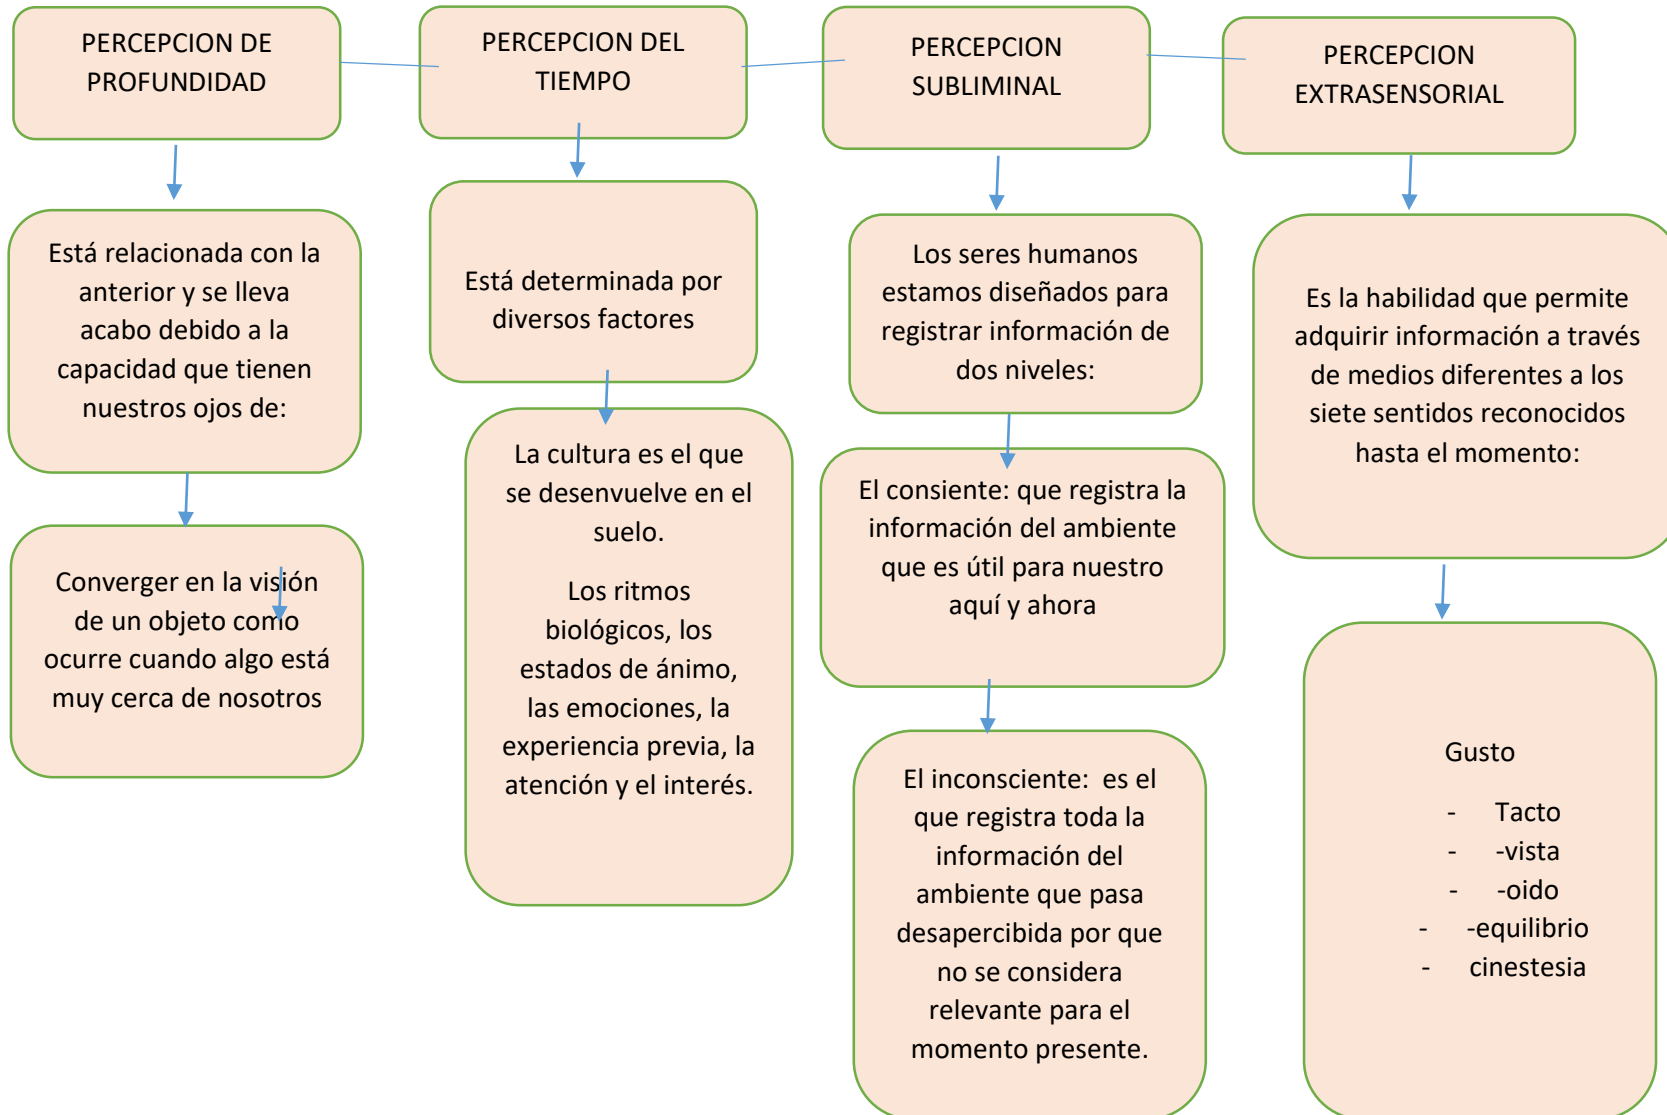 PERCEPCION DE
PROFUNDIDAD
Está relacionada con la
anterior y se lleva
acabo debido a la
capacidad que tienen
nuestros ojos de:
Converger en la visión
de un objeto como
ocurre cuando algo está
muy cerca de nosotros
PERCEPCION DEL
TIEMPO
Está determinada por
diversos factores
La cultura es el que
se desenvuelve en el
suelo.
Los ritmos
biológicos, los
estados de ánimo,
las emociones, la
experiencia previa, la
atención y el interés.
PERCEPCION
SUBLIMINAL
Los seres humanos
estamos diseñados para
registrar información de
dos niveles:
El consiente: que registra la
información del ambiente
que es útil para nuestro
aquí y ahora
El inconsciente:  es el
que registra toda la
información del
ambiente que pasa
desapercibida por que
no se considera
relevante para el
momento presente.
PERCEPCION
EXTRASENSORIAL
Es la habilidad que permite
adquirir información a través
de medios diferentes a los
siete sentidos reconocidos
hasta el momento:
Gusto
- Tacto
- -vista
- -oido
- -equilibrio
- cinestesia